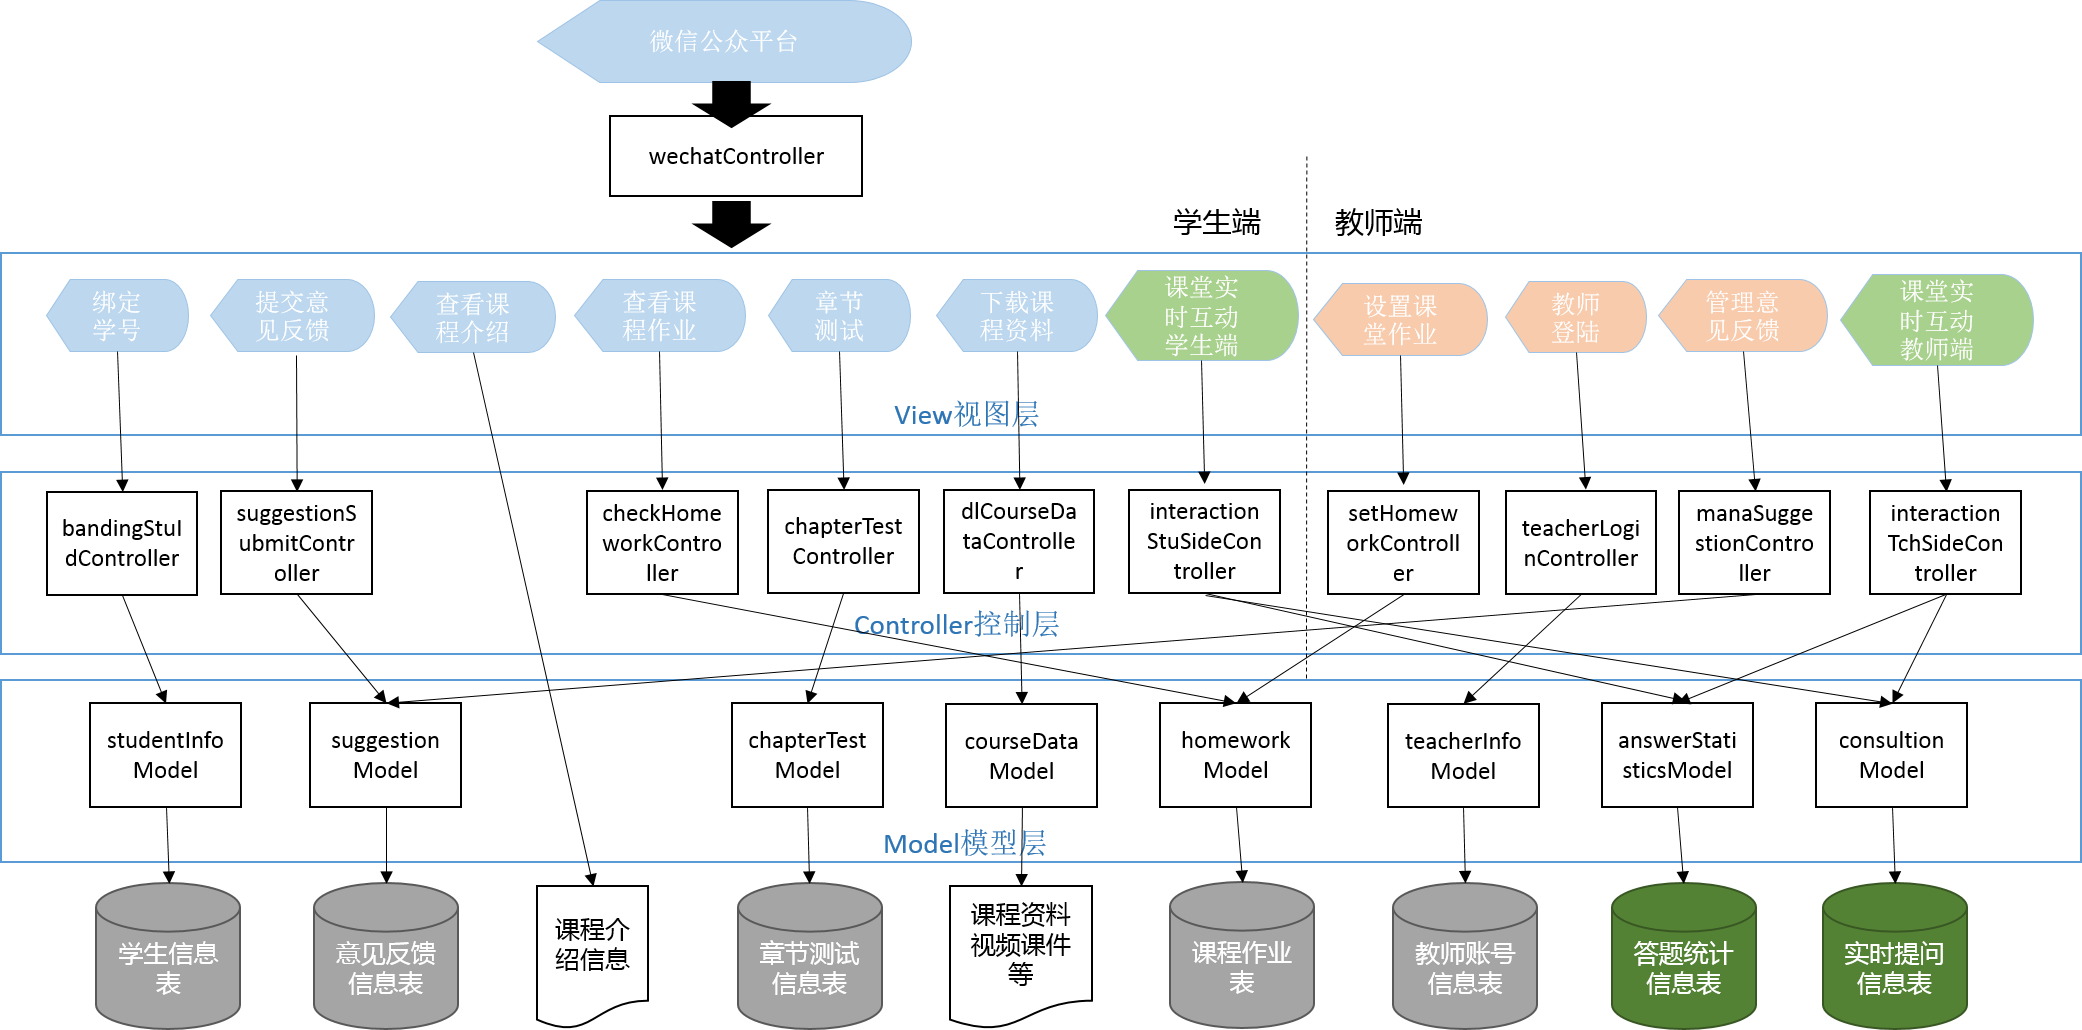 微信公众平台
wechatController
学生端
教师端
绑定
学号
提交意
见反馈
查看课
程介绍
查看课
程作业
章节
测试
下载课
程资料
课堂实
时互动
学生端
设置课
堂作业
教师
登陆
管理意
见反馈
课堂实
时互动
教师端
View视图层
bandingStuI
dController
suggestionS
ubmitContr
oller
checkHome
workContro
ller
chapterTest
Controller
dlCourseDa
taControlle
r
interaction
StuSideCon
troller
setHomew
orkControll
er
teacherLogi
nController
manaSugge
stionContro
ller
interaction
TchSideCon
troller
Controller控制层
studentInfo
Model
suggestion
Model
chapterTest
Model
courseData
Model
homework
Model
teacherInfo
Model
answerStati
sticsModel
consultion
Model
Model模型层
学生信息
表
意见反馈
信息表
课程介
绍信息
章节测试
信息表
课程资料
视频课件
等
课程作业
表
教师账号
信息表
答题统计
信息表
实时提问
信息表